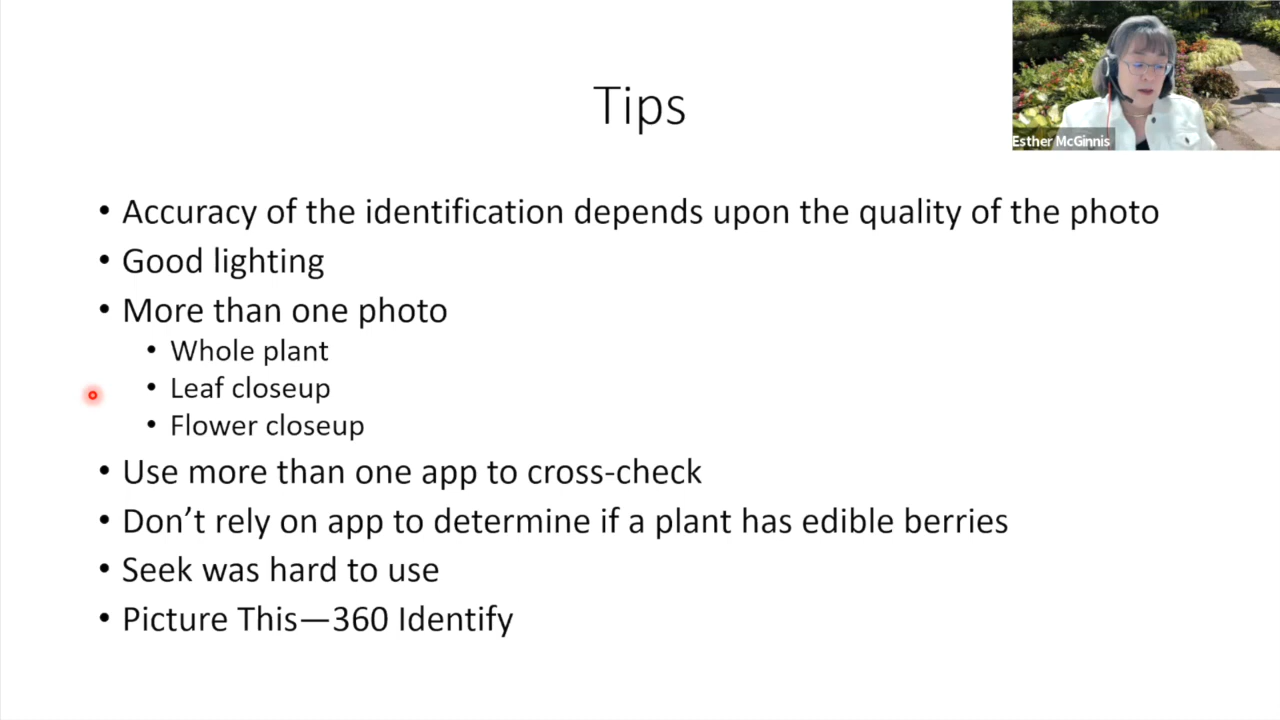 Tips
Esther McGinnis
• Accuracy of the identification depends upon the quality of the photo
• Good lighting
• More than one photo
• Whole plant
• Leaf closeup
• Flower closeup
• Use more than one app to cross-check
• Don’t rely on app to determine if a plant has edible berries
• Seek was hard to use
• Picture This—360 Identify